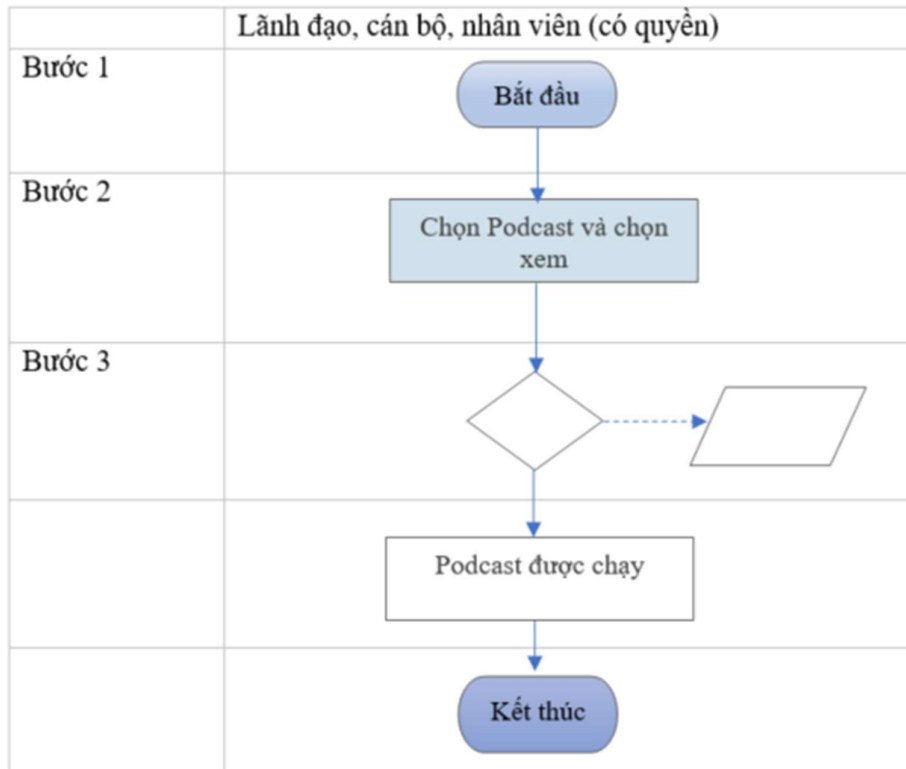 Lãnh đạo, cán bộ, nhân viên (có quyền)
Bước 1
Bắt đầu
Bước 2
Chọn Podcast và chọn
xem
Bước 3
Podcast được chạy
Kết thúc